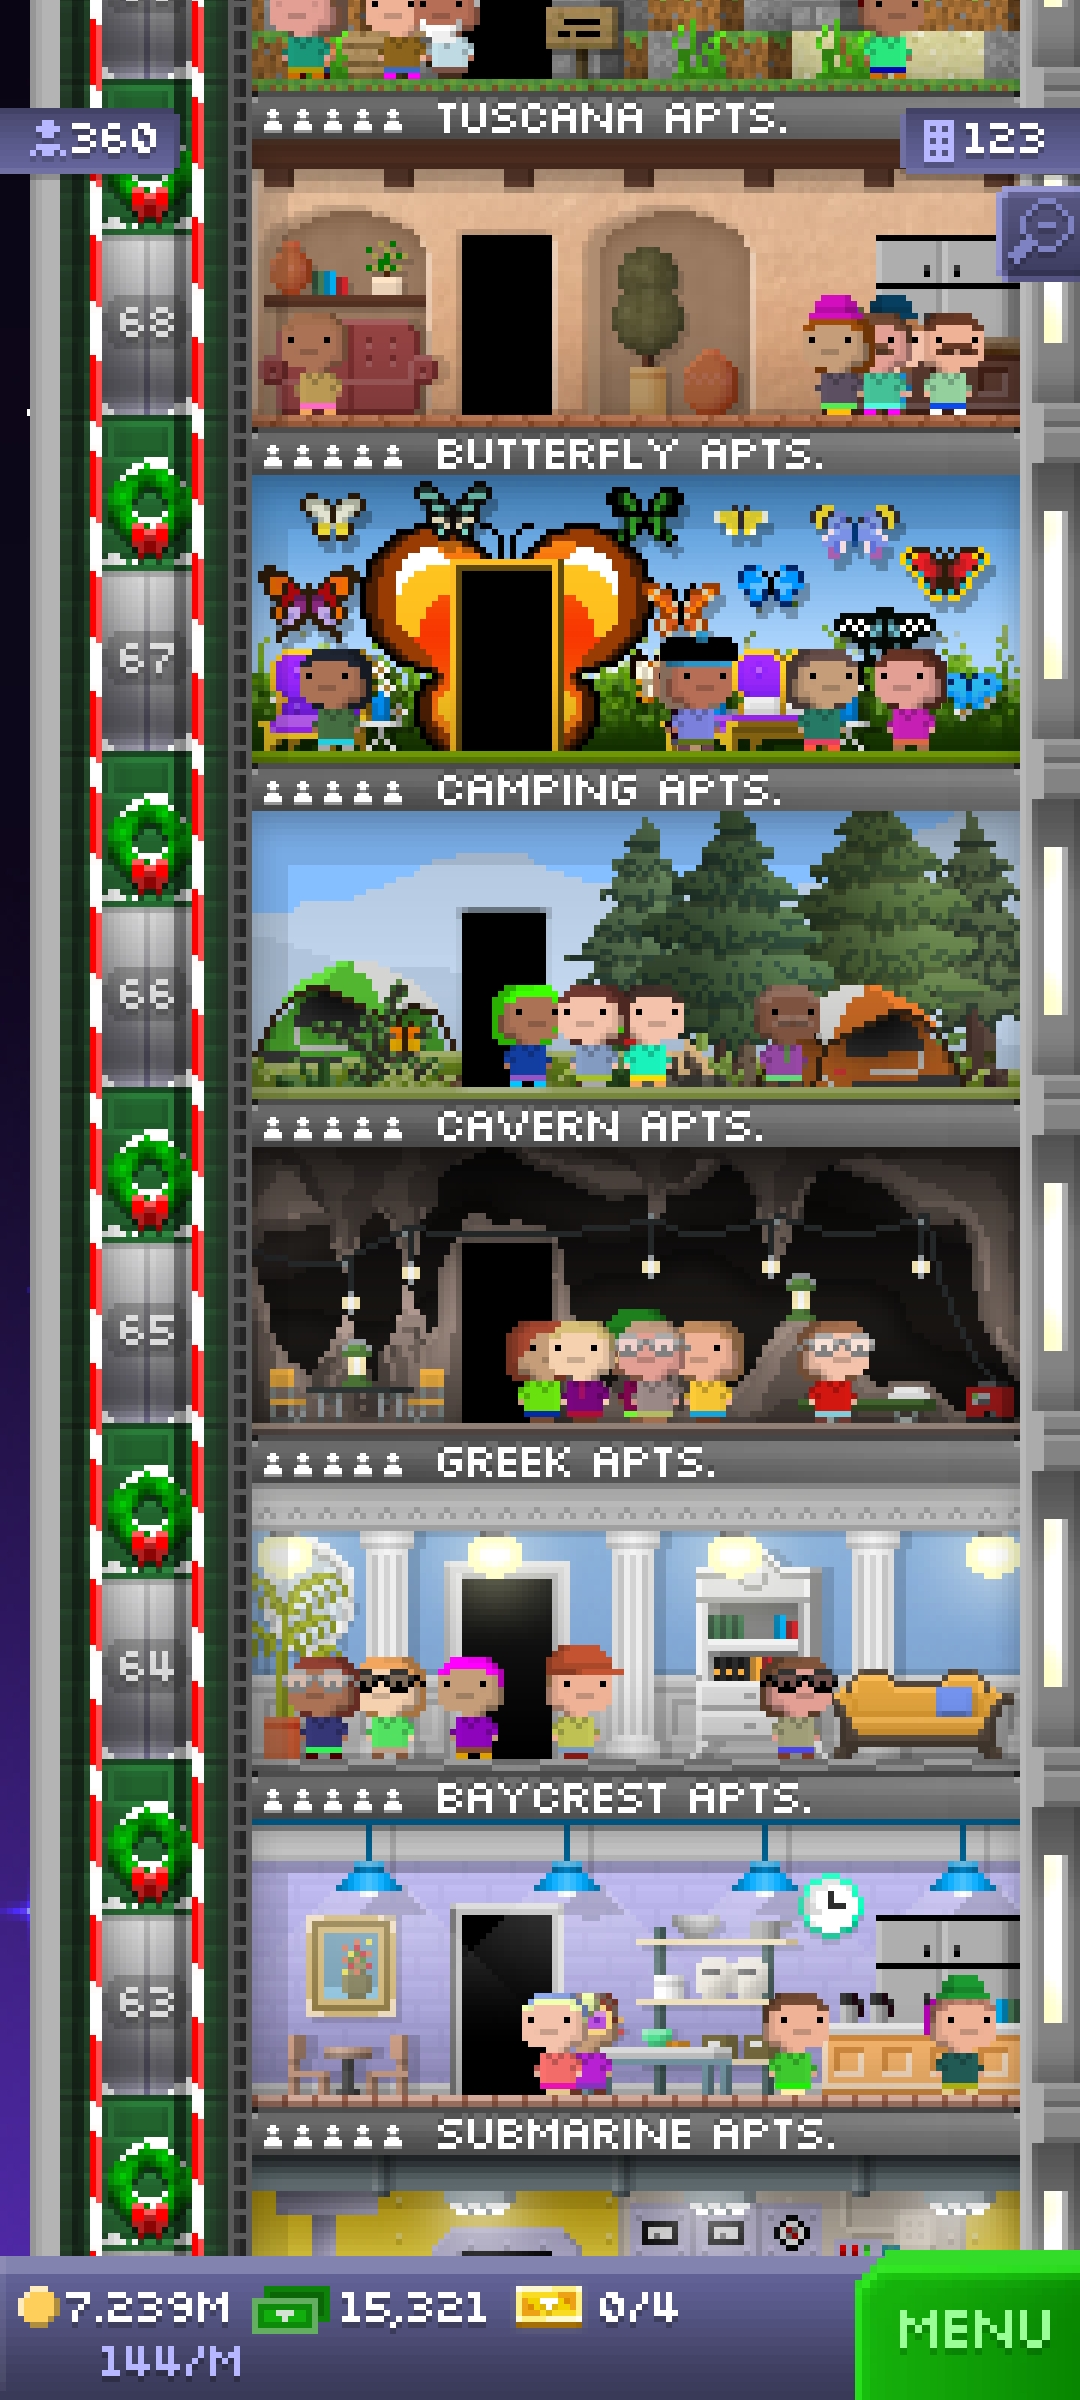 TUSCANA APTS.
360
123
68
BUTTERFLY APTS.
67
CAMPING APTS.
66
CAVERN APTS.
65
GREEK APTS.
64
BAYCREST APTS.
63
SUBMARINE APTS.
7.239M 15,321 0/4
144/M
MENU